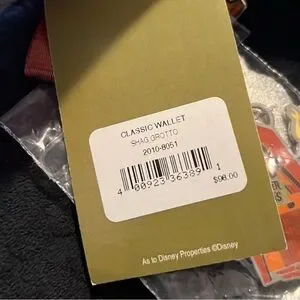 CLASSIC WALLET
SHAG GROTTO
2010-8051
4 00923 36389 1
$98.00
As to Disney Properties ©Disney